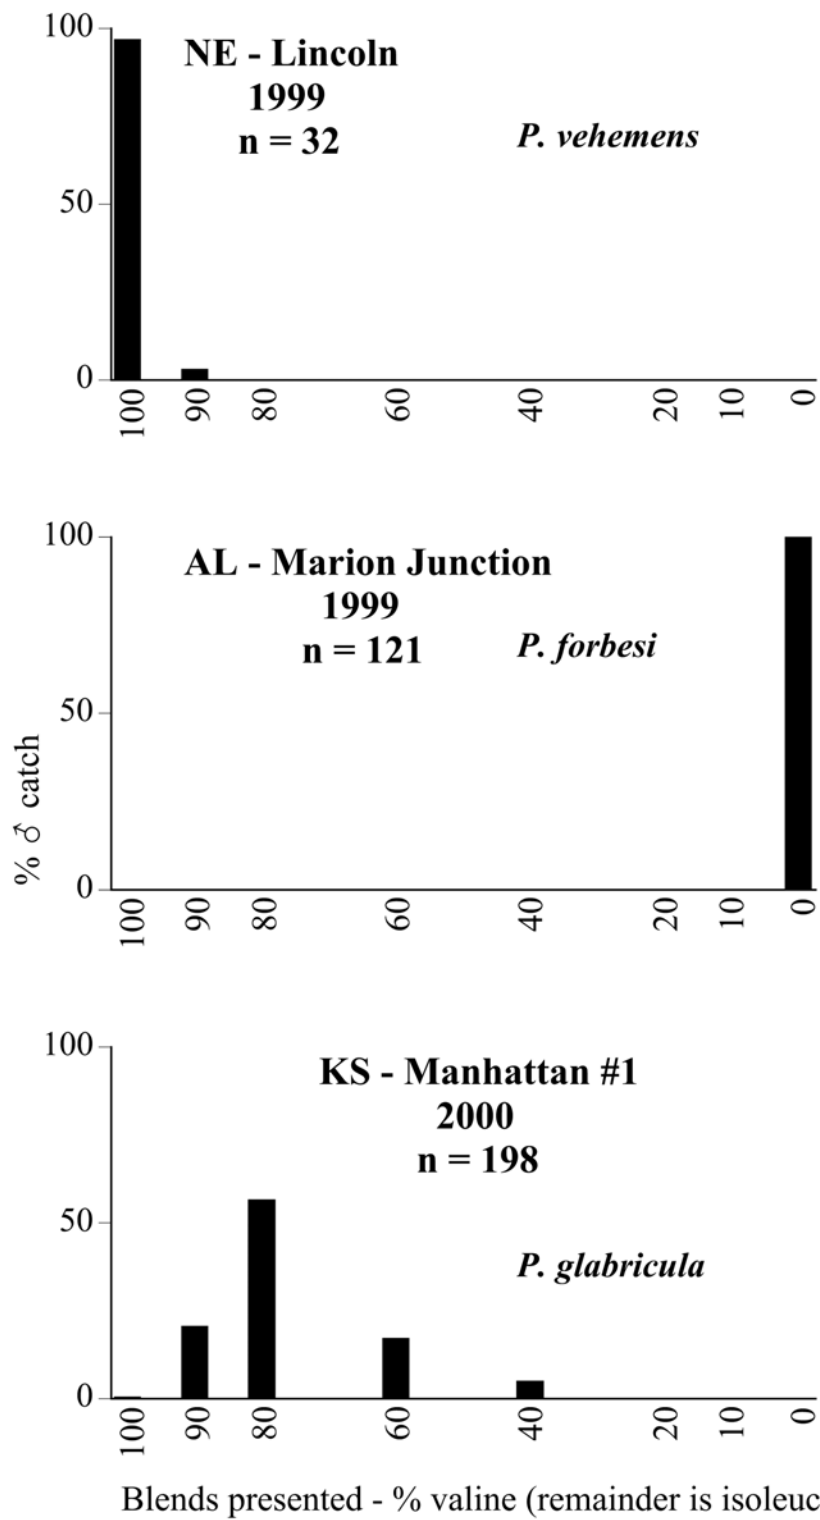 100
NE - Lincoln
1999
n = 32
P. vehemens
50
0
100 90 80 60 40 20 10 0
100
AL - Marion Junction
1999
n = 121
P. forbesi
50
0
100 90 80 60 40 20 10 0
% ♂ catch
100
KS - Manhattan #1
2000
n = 198
50
P. glabricula
0
100 90 80 60 40 20 10 0
Blends presented - % valine (remainder is isoleuc